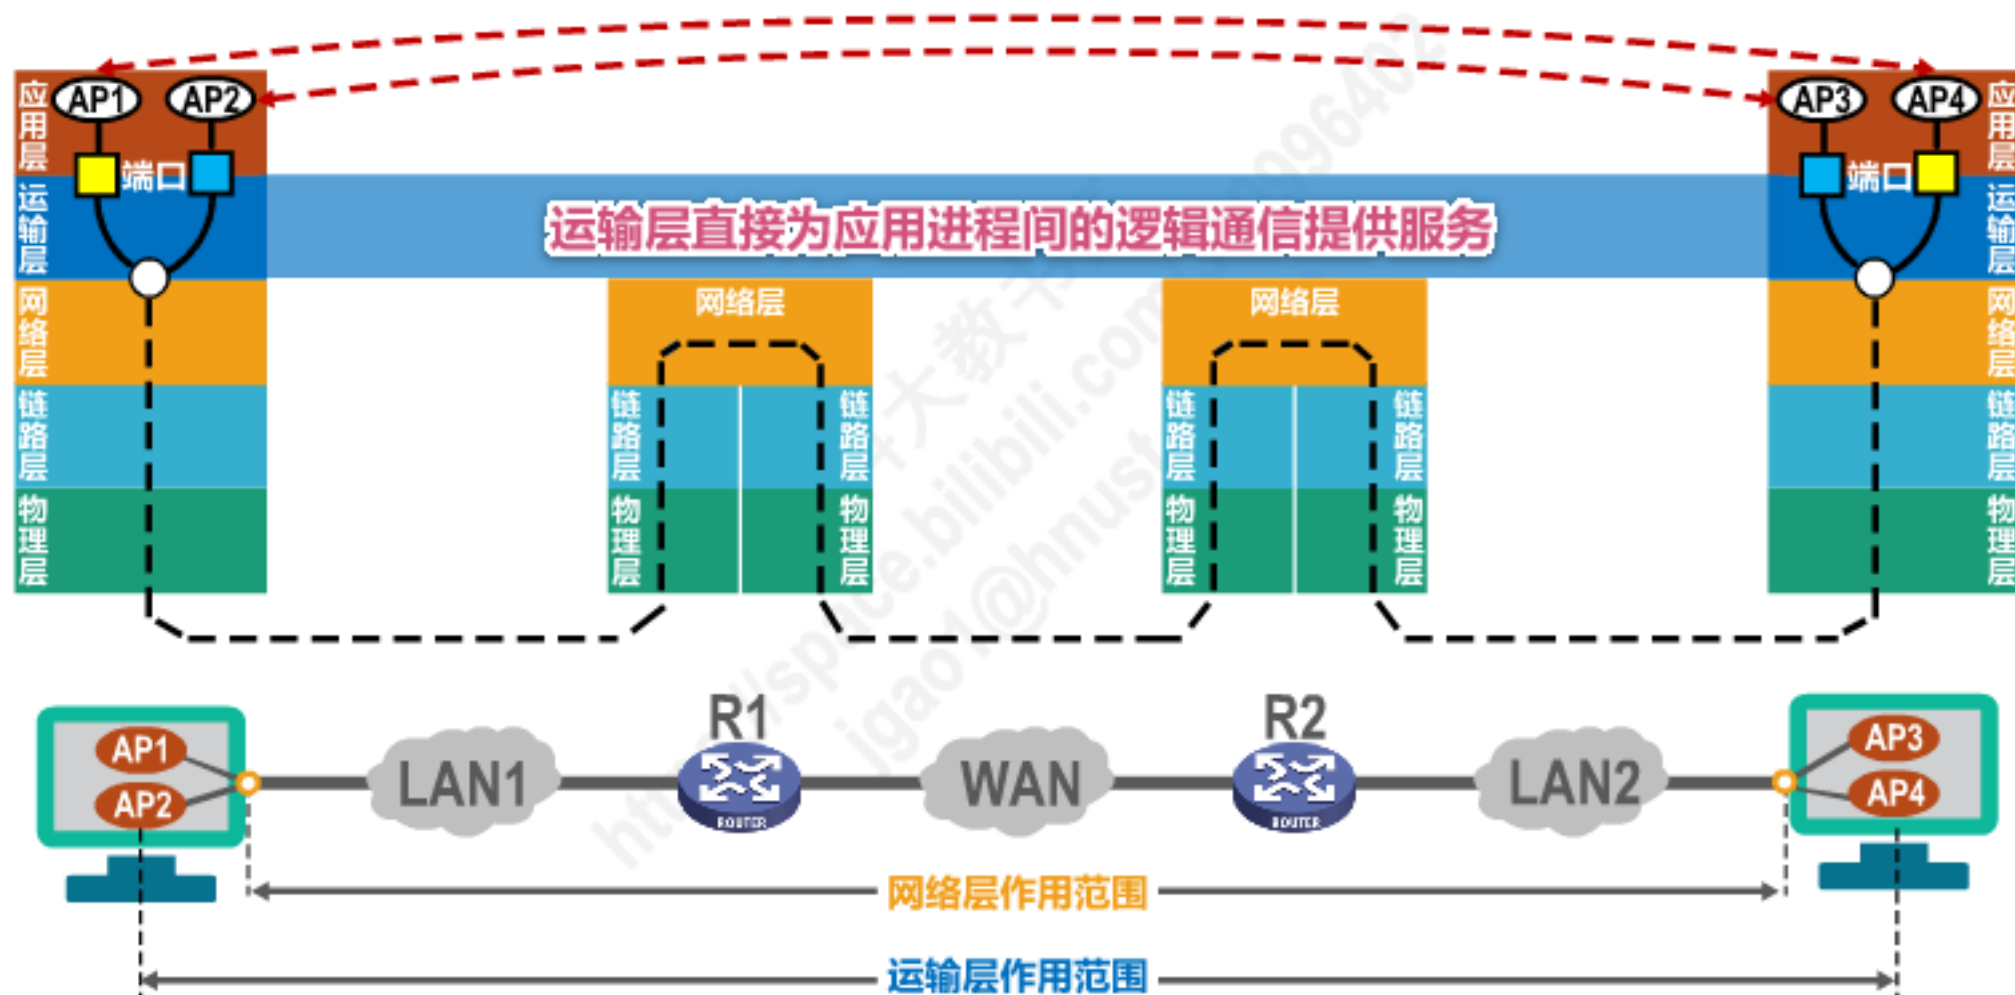 AP1 AP2
AP3 AP4
应用层
端口
运输层
网络层
链路层
物理层
运输层直接为应用进程间的逻辑通信提供服务
网络层
链路层
链路层
物理层
物理层
网络层
链路层
链路层
物理层
物理层
应用层
端口
运输层
网络层
链路层
物理层
AP1
AP2
LAN1
R1
ROUTER
WAN
R2
ROUTER
LAN2
AP3
AP4
网络层作用范围
运输层作用范围
jgao1@hnust